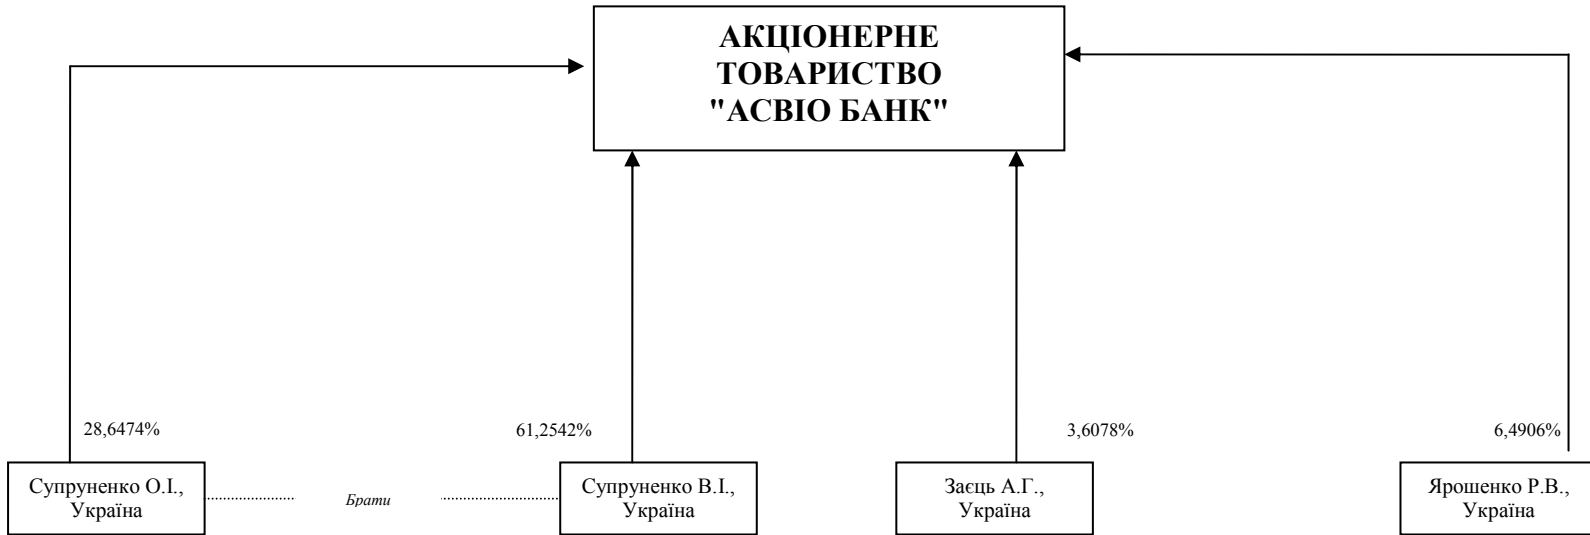 АКЦІОНЕРНЕ
ТОВАРИСТВО
"АСВІО БАНК"
28,6474%
61,2542%
3,6078%
6,4906%
Супруненко О.І.,
Україна
Брати
Супруненко В.І.,
Україна
Заєць А.Г.,
Україна
Ярошенко Р.В.,
Україна